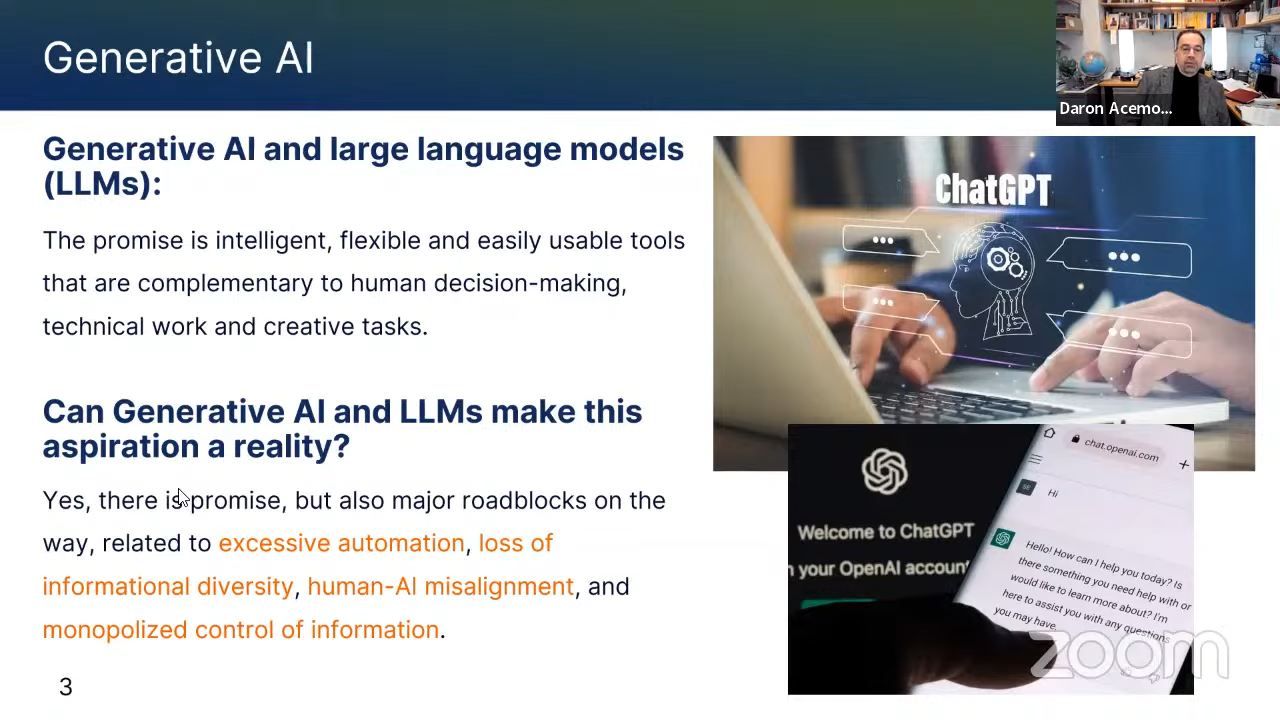 Generative AI
Daron Acemo...
Generative AI and large language models
(LLMs):
The promise is intelligent, flexible and easily usable tools
that are complementary to human decision-making,
technical work and creative tasks.
Can Generative AI and LLMs make this
aspiration a reality?
Yes, there is promise, but also major roadblocks on the
way, related to excessive automation, loss of
informational diversity, human-AI misalignment, and
monopolized control of information.
3
ChatGPT
Welcome to ChatGPT
your OpenAI account
chat.openai.com
Hi
Hello! How can I help you today? Is
there something you need help with or
would like to learn more about? I'm
here to assist you with any questions
you may have.
zoom